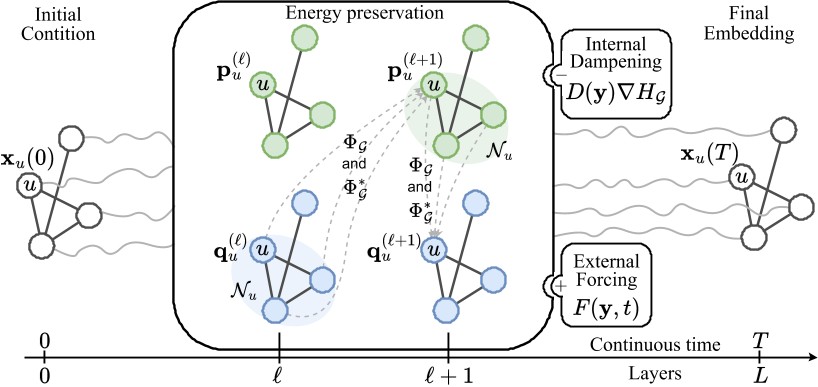 Initial
Contition
Energy preservation
Final
Embedding
Internal
Dampening
−
D(y)∇H_𝒢
p_u^(ℓ)
u
p_u^(ℓ+1)
u
𝒩_u
Φ_𝒢
and
Φ_𝒢^*
Φ_𝒢
and
Φ_𝒢^*
x_u(0)
u
x_u(T)
u
q_u^(ℓ)
u
𝒩_u
q_u^(ℓ+1)
u
External
Forcing
+
F(y, t)
0
Continuous time
T
0
ℓ
ℓ + 1
Layers
L